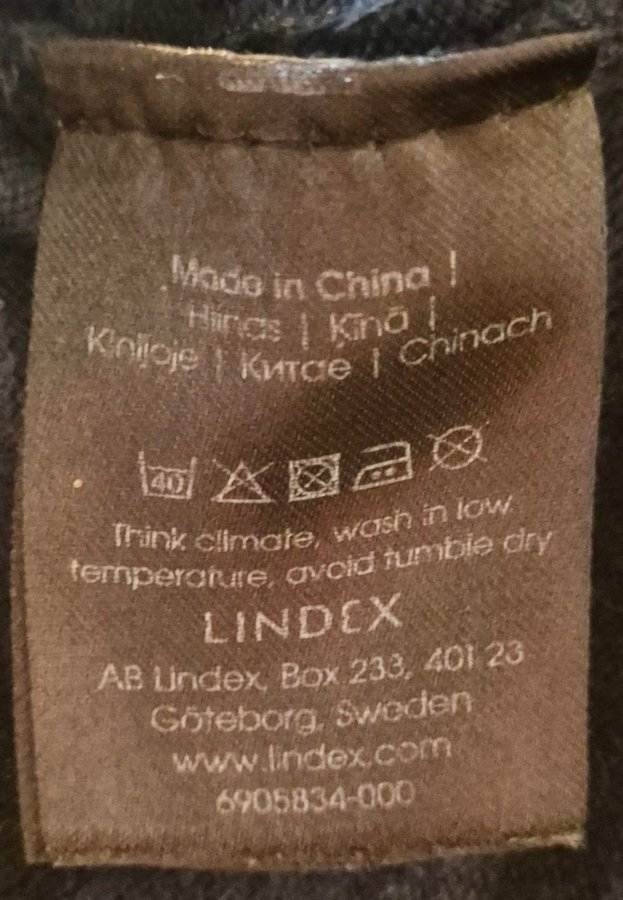 Made in China |
Hiinas | Ķīnā |
Kinijoje | Китае | Chinach
40
Think climate, wash in low
temperature, avoid tumble dry
LINDEX
AB Lindex, Box 233, 401 23
Göteborg, Sweden
www.lindex.com
6905834-000